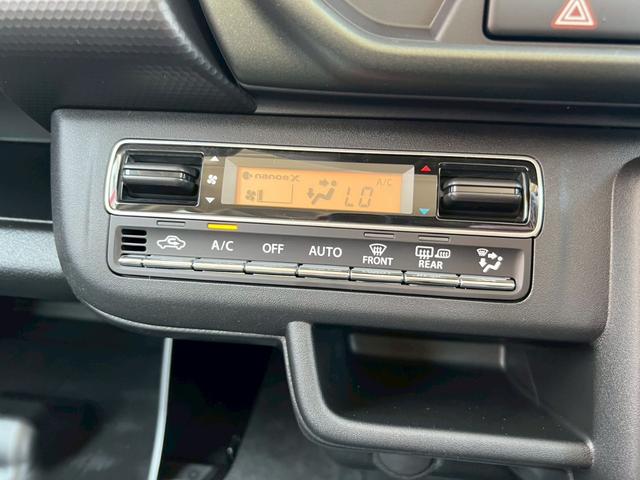 nanoe X A/C
LO
A/C OFF AUTO FRONT REAR